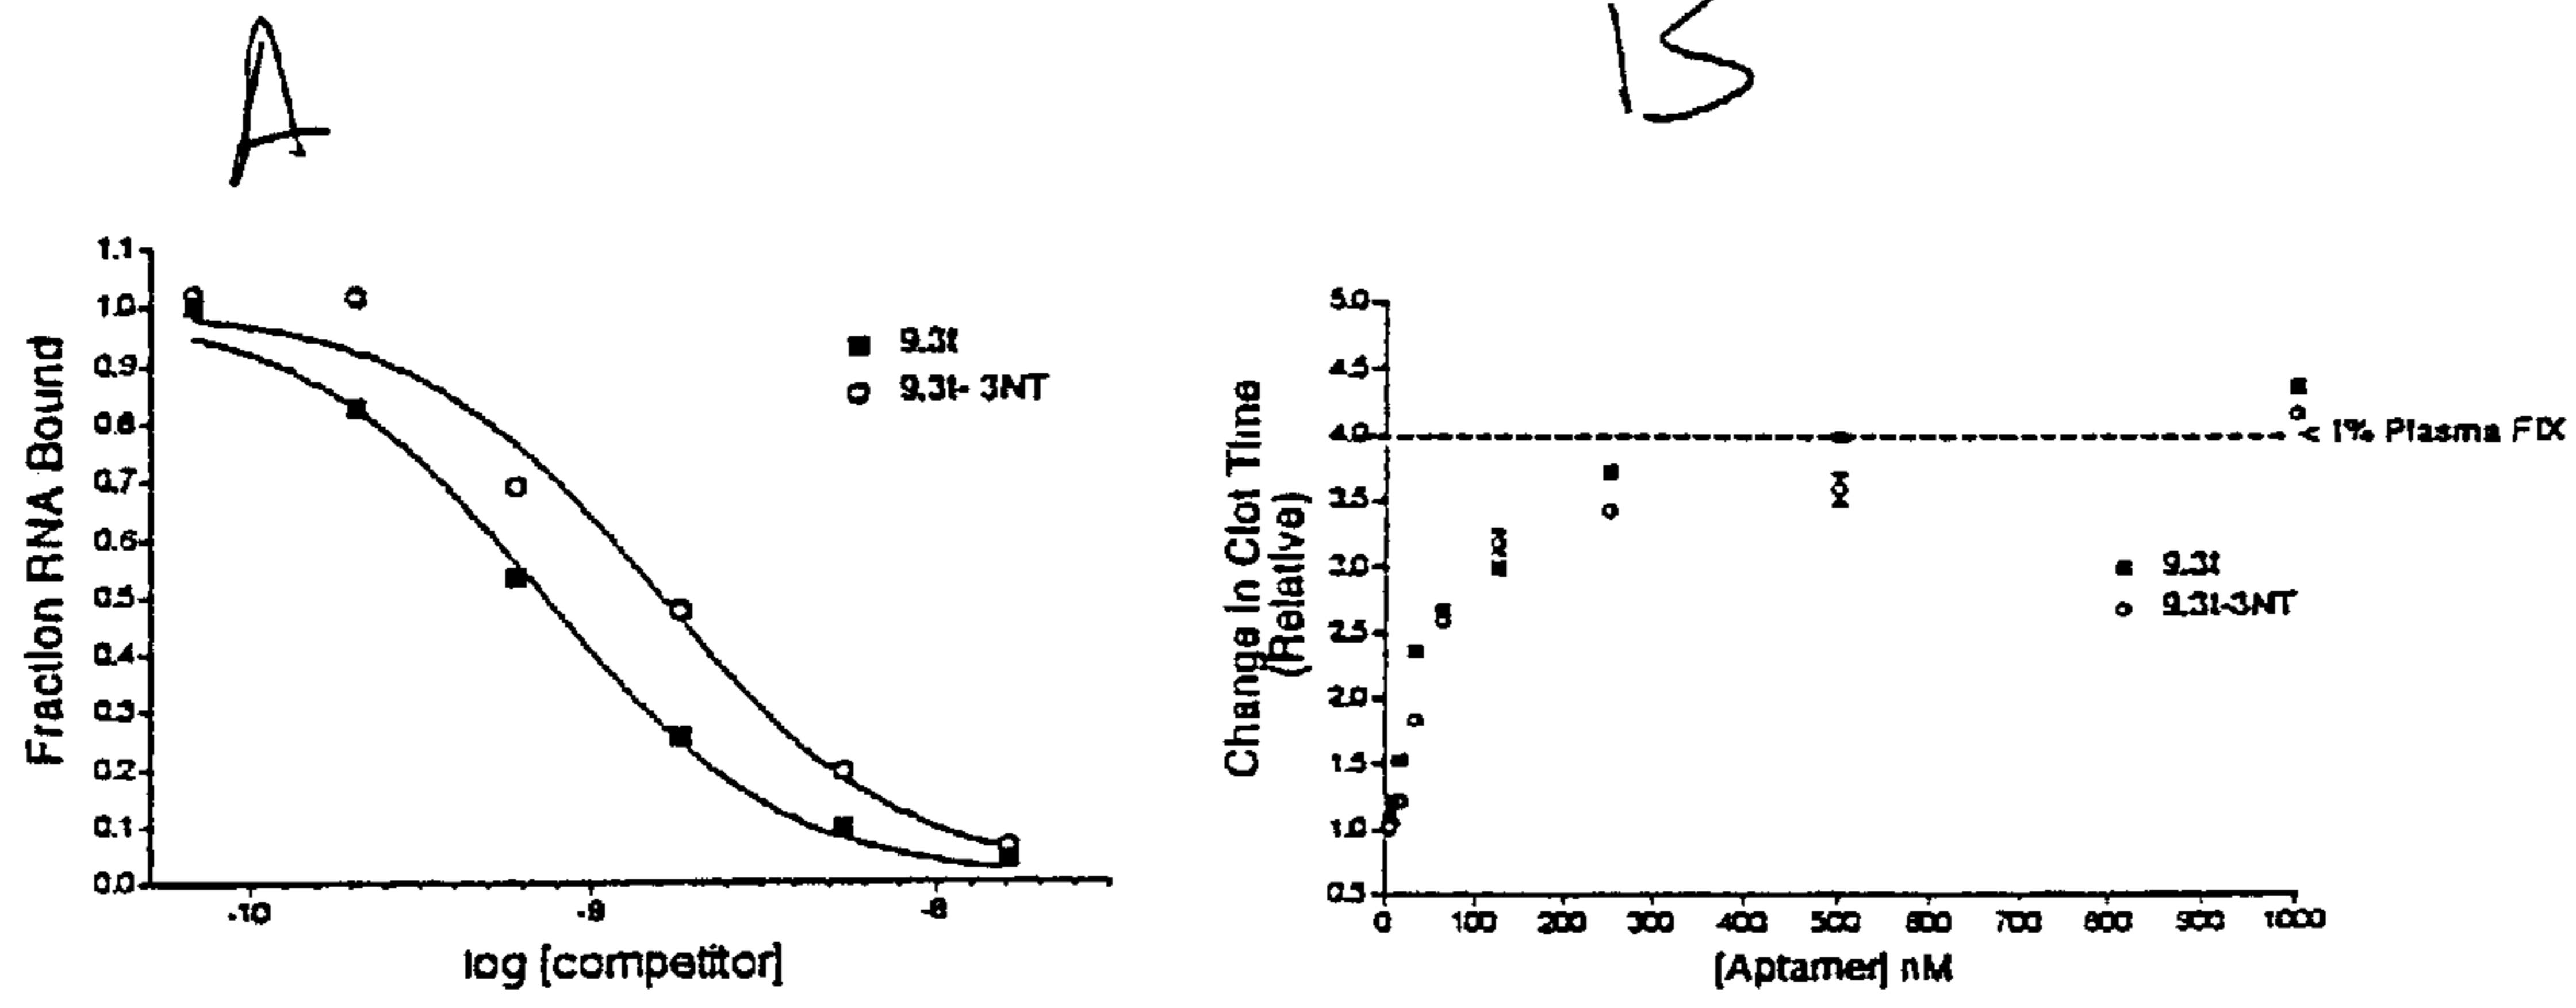 A
B
1.1
1.0
0.9
0.8
0.7
0.6
0.5
0.4
0.3
0.2
0.1
0.0
Fraction RNA Bound
9.3t
9.3t- 3NT
-10
-9
-8
log [competitor]
5.0
4.5
4.0
3.5
3.0
2.5
2.0
1.5
1.0
0.5
Change in Clot Time
(Relative)
< 1% Plasma FIX
9.3t
9.3t-3NT
0 100 200 300 400 500 600 700 800 900 1000
[Aptamer] nM